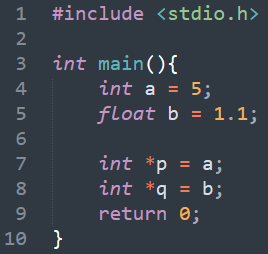 1 #include <stdio.h>
2
3 int main(){
4     int a = 5;
5     float b = 1.1;
6
7     int *p = a;
8     int *q = b;
9     return 0;
10 }